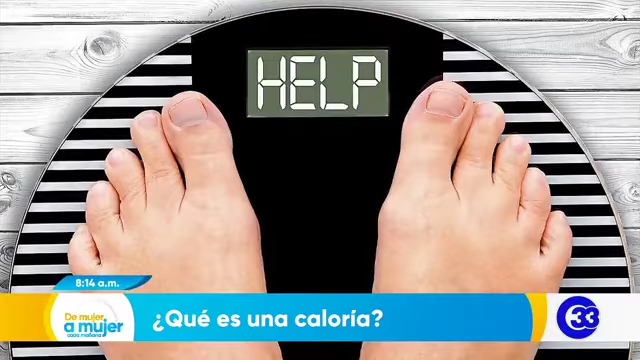 HELP
8:14 a.m.
De mujer
a mujer
cada mañana
¿Qué es una caloría?
33